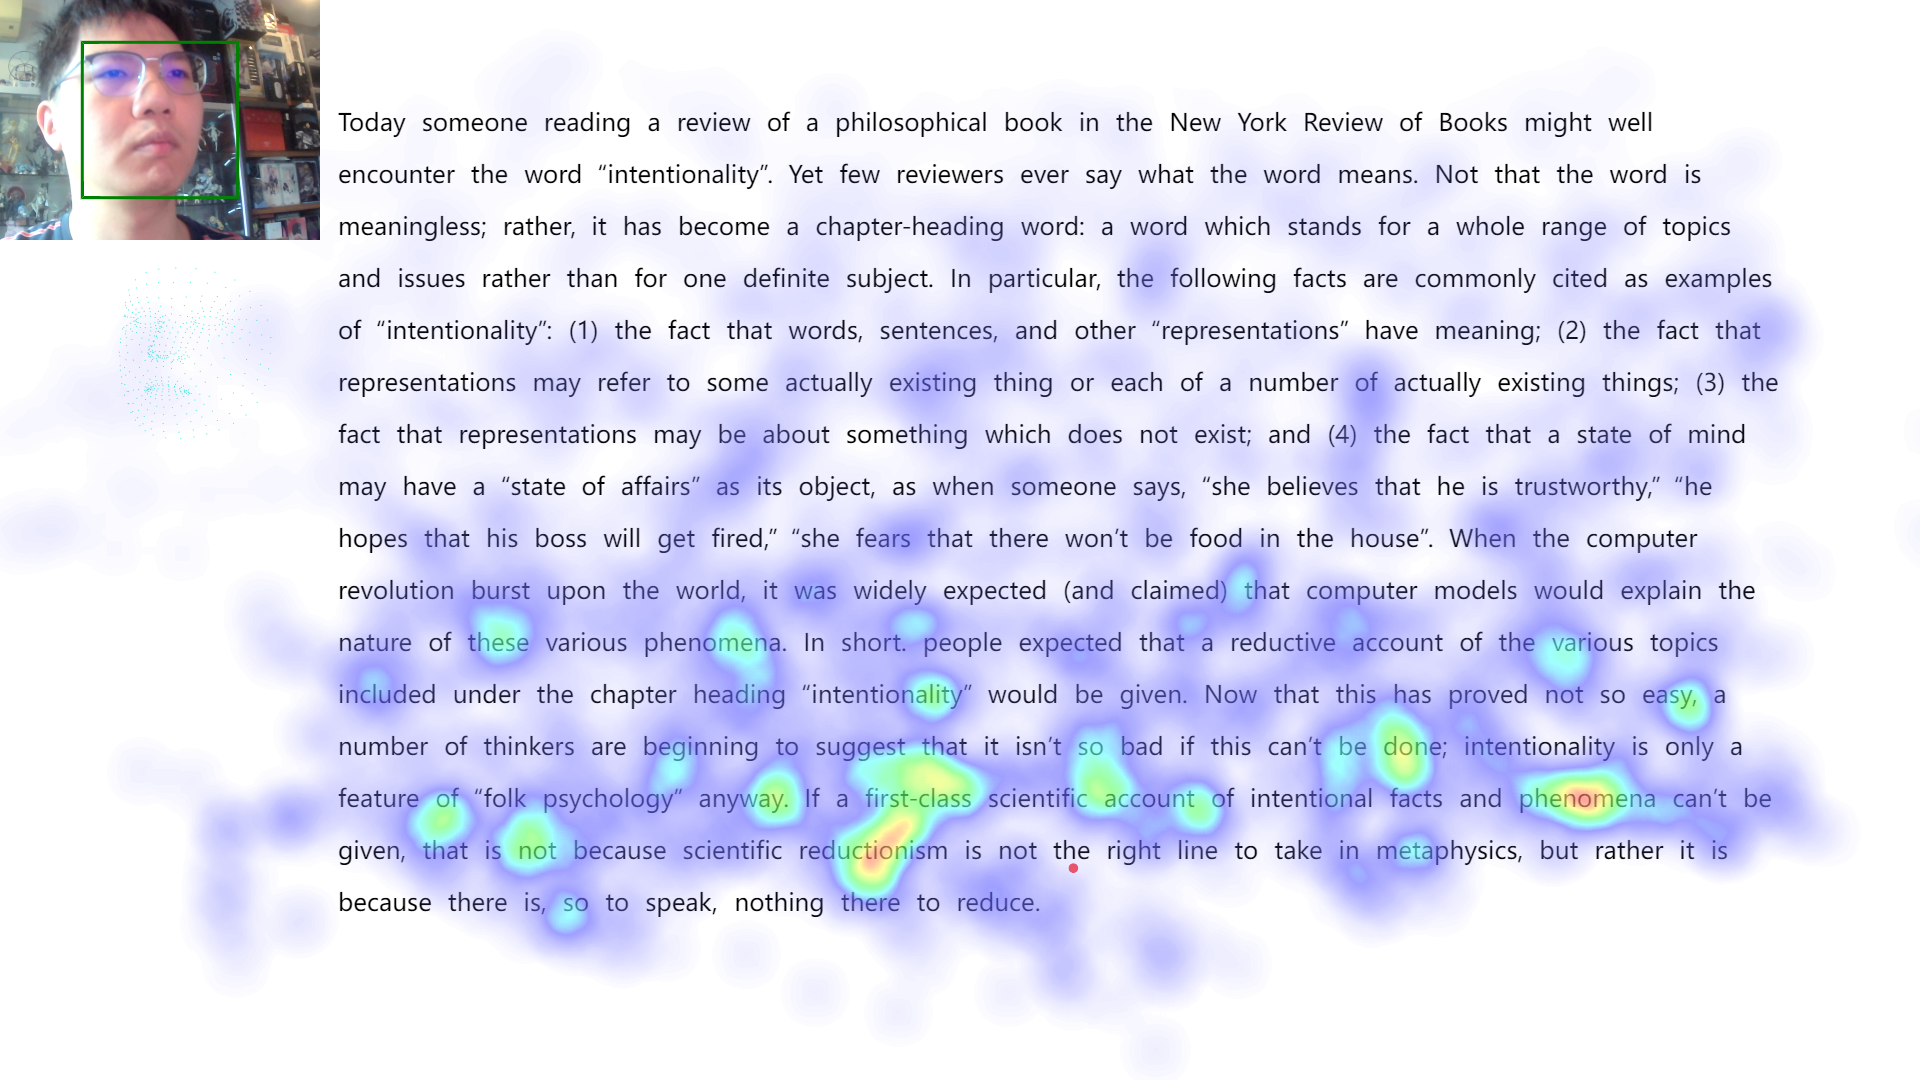 Today someone reading a review of a philosophical book in the New York Review of Books might well
encounter the word “intentionality”. Yet few reviewers ever say what the word means. Not that the word is
meaningless; rather, it has become a chapter-heading word: a word which stands for a whole range of topics
and issues rather than for one definite subject. In particular, the following facts are commonly cited as examples
of “intentionality”: (1) the fact that words, sentences, and other “representations” have meaning; (2) the fact that
representations may refer to some actually existing thing or each of a number of actually existing things; (3) the
fact that representations may be about something which does not exist; and (4) the fact that a state of mind
may have a “state of affairs” as its object, as when someone says, “she believes that he is trustworthy,” “he
hopes that his boss will get fired,” “she fears that there won’t be food in the house”. When the computer
revolution burst upon the world, it was widely expected (and claimed) that computer models would explain the
nature of these various phenomena. In short. people expected that a reductive account of the various topics
included under the chapter heading “intentionality” would be given. Now that this has proved not so easy, a
number of thinkers are beginning to suggest that it isn’t so bad if this can’t be done; intentionality is only a
feature of “folk psychology” anyway. If a first-class scientific account of intentional facts and phenomena can’t be
given, that is not because scientific reductionism is not the right line to take in metaphysics, but rather it is
because there is, so to speak, nothing there to reduce.